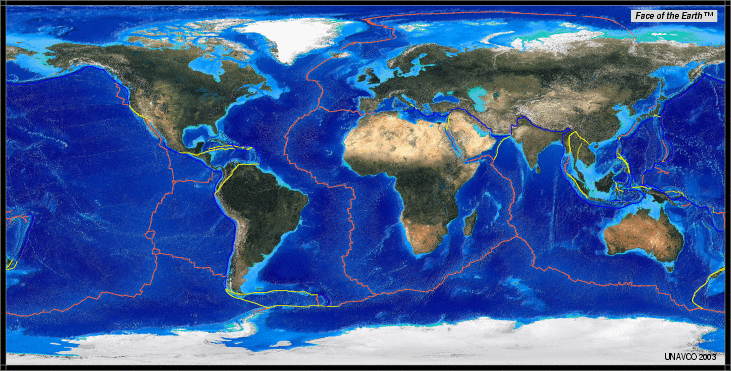 Face of the Earth™
UNAVCO 2003